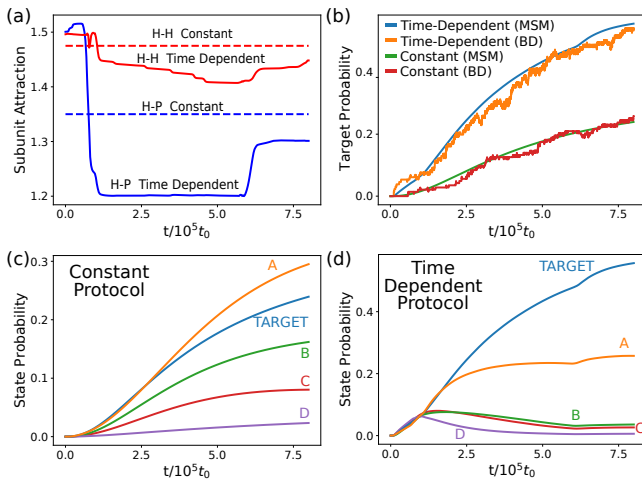 (a)
1.5
1.4
1.3
1.2
Subunit Attraction
H-H Constant
H-H Time Dependent
H-P Constant
H-P Time Dependent
0.0 2.5 5.0 7.5
t/10⁵t₀
(b)
0.4
0.2
0.0
Target Probability
Time-Dependent (MSM)
Time-Dependent (BD)
Constant (MSM)
Constant (BD)
0.0 2.5 5.0 7.5
t/10⁵t₀
(c)
0.3
0.2
0.1
0.0
State Probability
Constant
Protocol
A
TARGET
B
C
D
0.0 2.5 5.0 7.5
t/10⁵t₀
(d)
0.4
0.2
0.0
State Probability
Time
Dependent
Protocol
TARGET
A
B
C
D
0.0 2.5 5.0 7.5
t/10⁵t₀